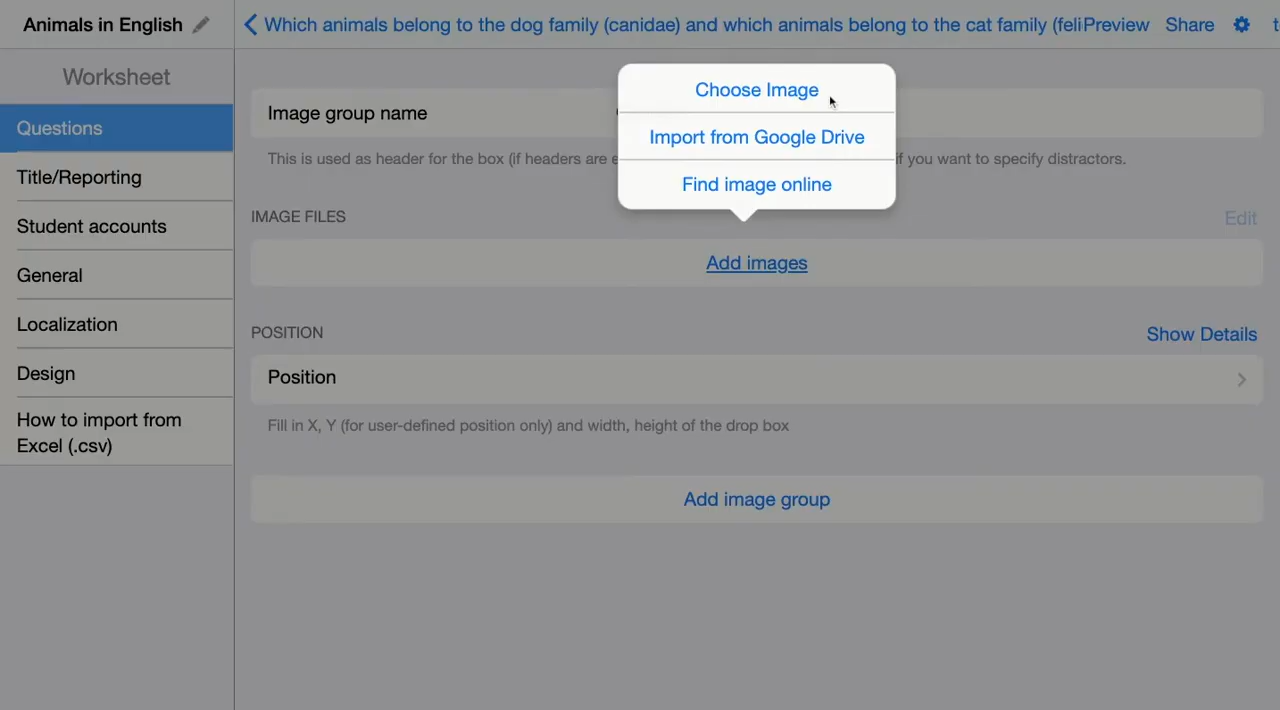 Animals in English
Which animals belong to the dog family (canidae) and which animals belong to the cat family (feli
Preview
Share
Worksheet
Questions
Title/Reporting
Student accounts
General
Localization
Design
How to import from
Excel (.csv)
Choose Image
Import from Google Drive
Find image online
Image group name
This is used as header for the box (if headers are
if you want to specify distractors.
IMAGE FILES
Edit
Add images
POSITION
Show Details
Position
Fill in X, Y (for user-defined position only) and width, height of the drop box
Add image group